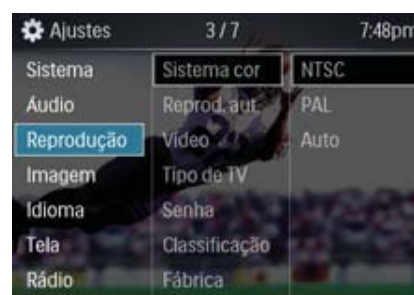 Ajustes 3 / 7 7:48pm
Sistema Sistema cor NTSC
Áudio Reprod. aut. PAL
Reprodução Vídeo Auto
Imagem Tipo de TV
Idioma Senha
Tela Classificação
Rádio Fábrica